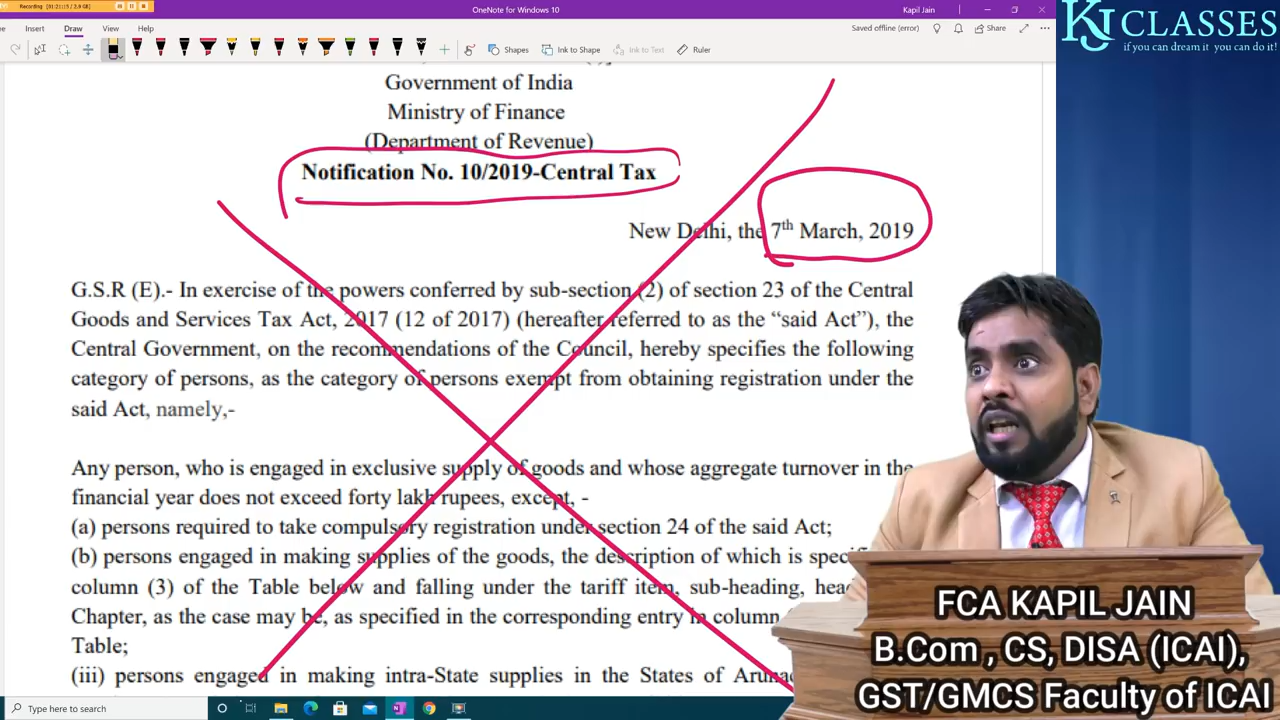 Recording
OneNote for Windows 10
Kapil Jain
Insert Draw View Help
Saved offline (error)
Share
Shapes
Ink to Shape
Ink to Text
Ruler
KJ CLASSES
if you can dream it you can do it!
Government of India
Ministry of Finance
(Department of Revenue)
Notification No. 10/2019-Central Tax
New Delhi, the 7th March, 2019
G.S.R (E).- In exercise of the powers conferred by sub-section (2) of section 23 of the Central
Goods and Services Tax Act, 2017 (12 of 2017) (hereafter referred to as the “said Act”), the
Central Government, on the recommendations of the Council, hereby specifies the following
category of persons, as the category of persons exempt from obtaining registration under the
said Act, namely,-
Any person, who is engaged in exclusive supply of goods and whose aggregate turnover in the
financial year does not exceed forty lakh rupees, except, -
(a) persons required to take compulsory registration under section 24 of the said Act;
(b) persons engaged in making supplies of the goods, the description of which is
column (3) of the Table below and falling under the tariff item, sub-heading,
Chapter, as the case may be, as specified in the corresponding entry in column
Table;
(iii) persons engaged in making intra-State supplies in the States of
FCA KAPIL JAIN
B.Com , CS, DISA (ICAI),
GST/GMCS Faculty of ICAI
Type here to search